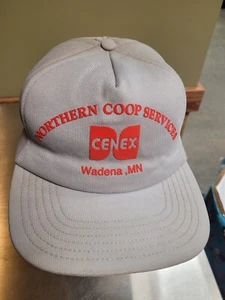 NORTHERN COOP SERVICES
CENEX
Wadena ,MN